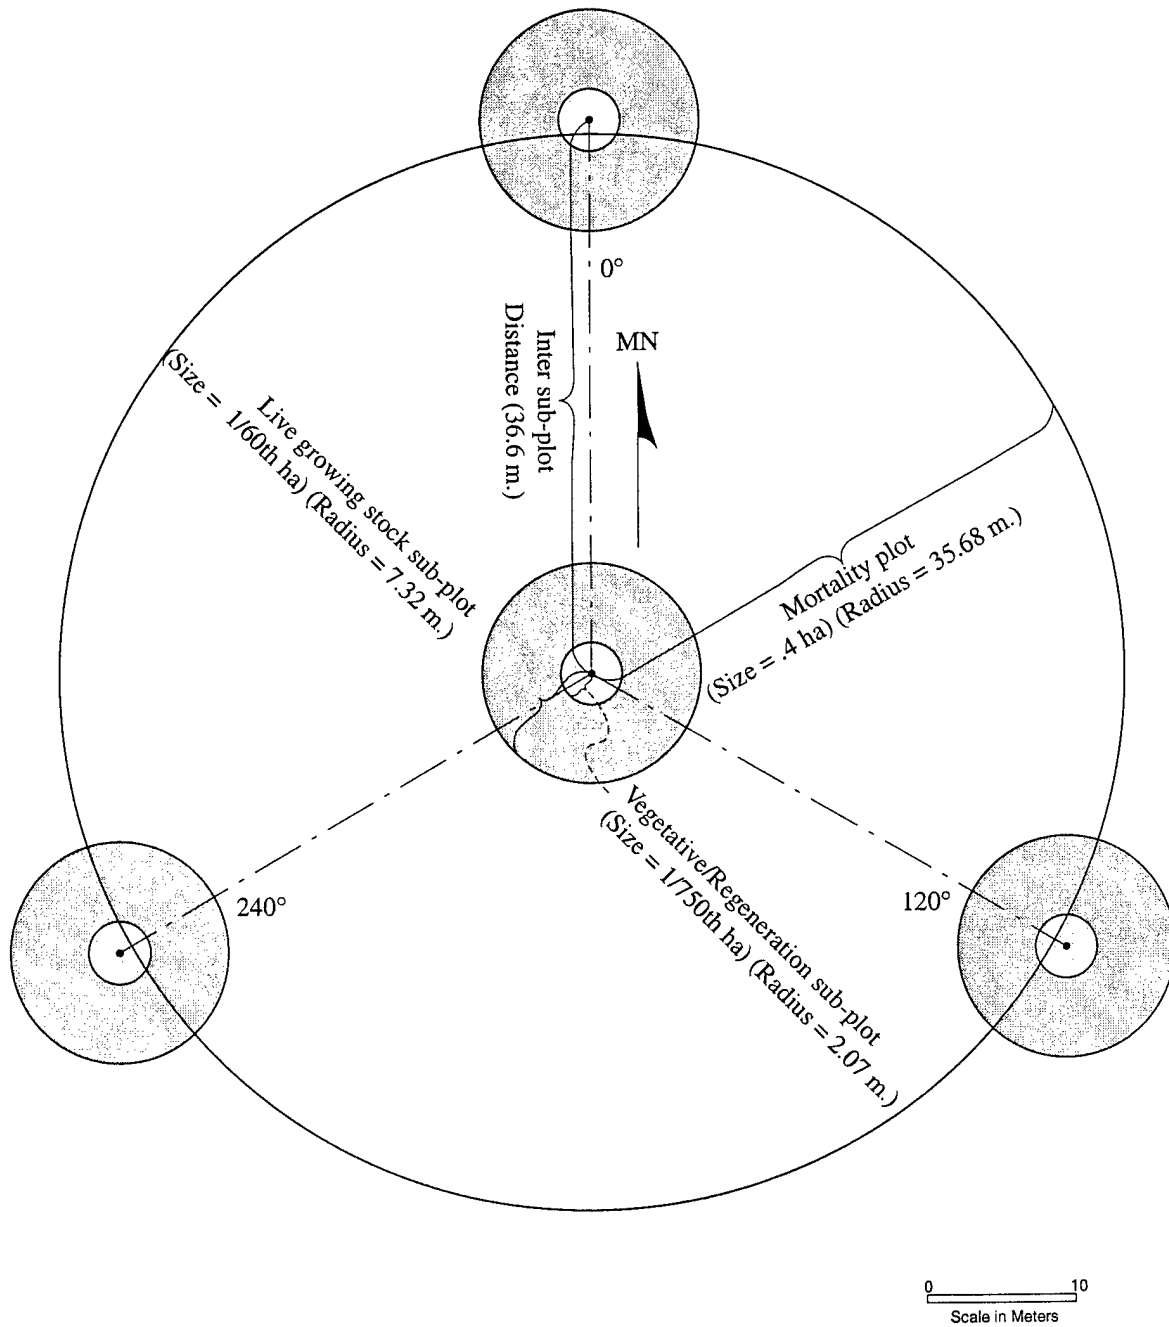 0°
MN
Inter sub-plot
Distance (36.6 m.)
Live growing stock sub-plot
(Size = 1/60th ha) (Radius = 7.32 m.)
Mortality plot
(Size = .4 ha) (Radius = 35.68 m.)
Vegetative/Regeneration sub-plot
(Size = 1/750th ha) (Radius = 2.07 m.)
240°
120°
0 10
Scale in Meters